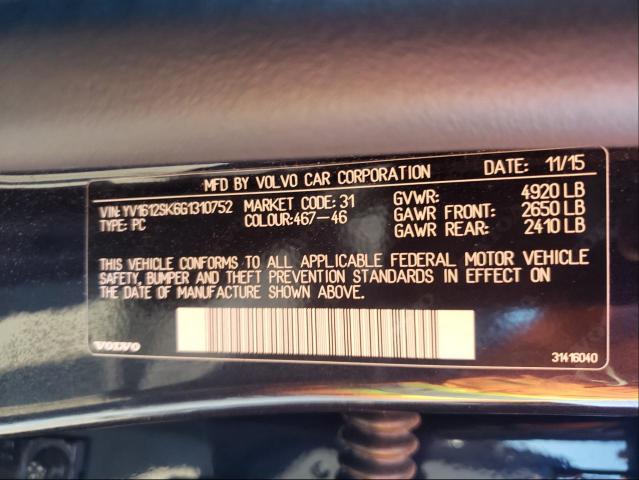 MFD BY VOLVO CAR CORPORATION DATE: 11/15
VIN: YV1612SK6G1310752 MARKET CODE: 31 GVWR: 4920 LB
TYPE: PC COLOUR:467-46 GAWR FRONT: 2650 LB
GAWR REAR: 2410 LB
THIS VEHICLE CONFORMS TO ALL APPLICABLE FEDERAL MOTOR VEHICLE
SAFETY, BUMPER AND THEFT PREVENTION STANDARDS IN EFFECT ON
THE DATE OF MANUFACTURE SHOWN ABOVE.
VOLVO 31416040